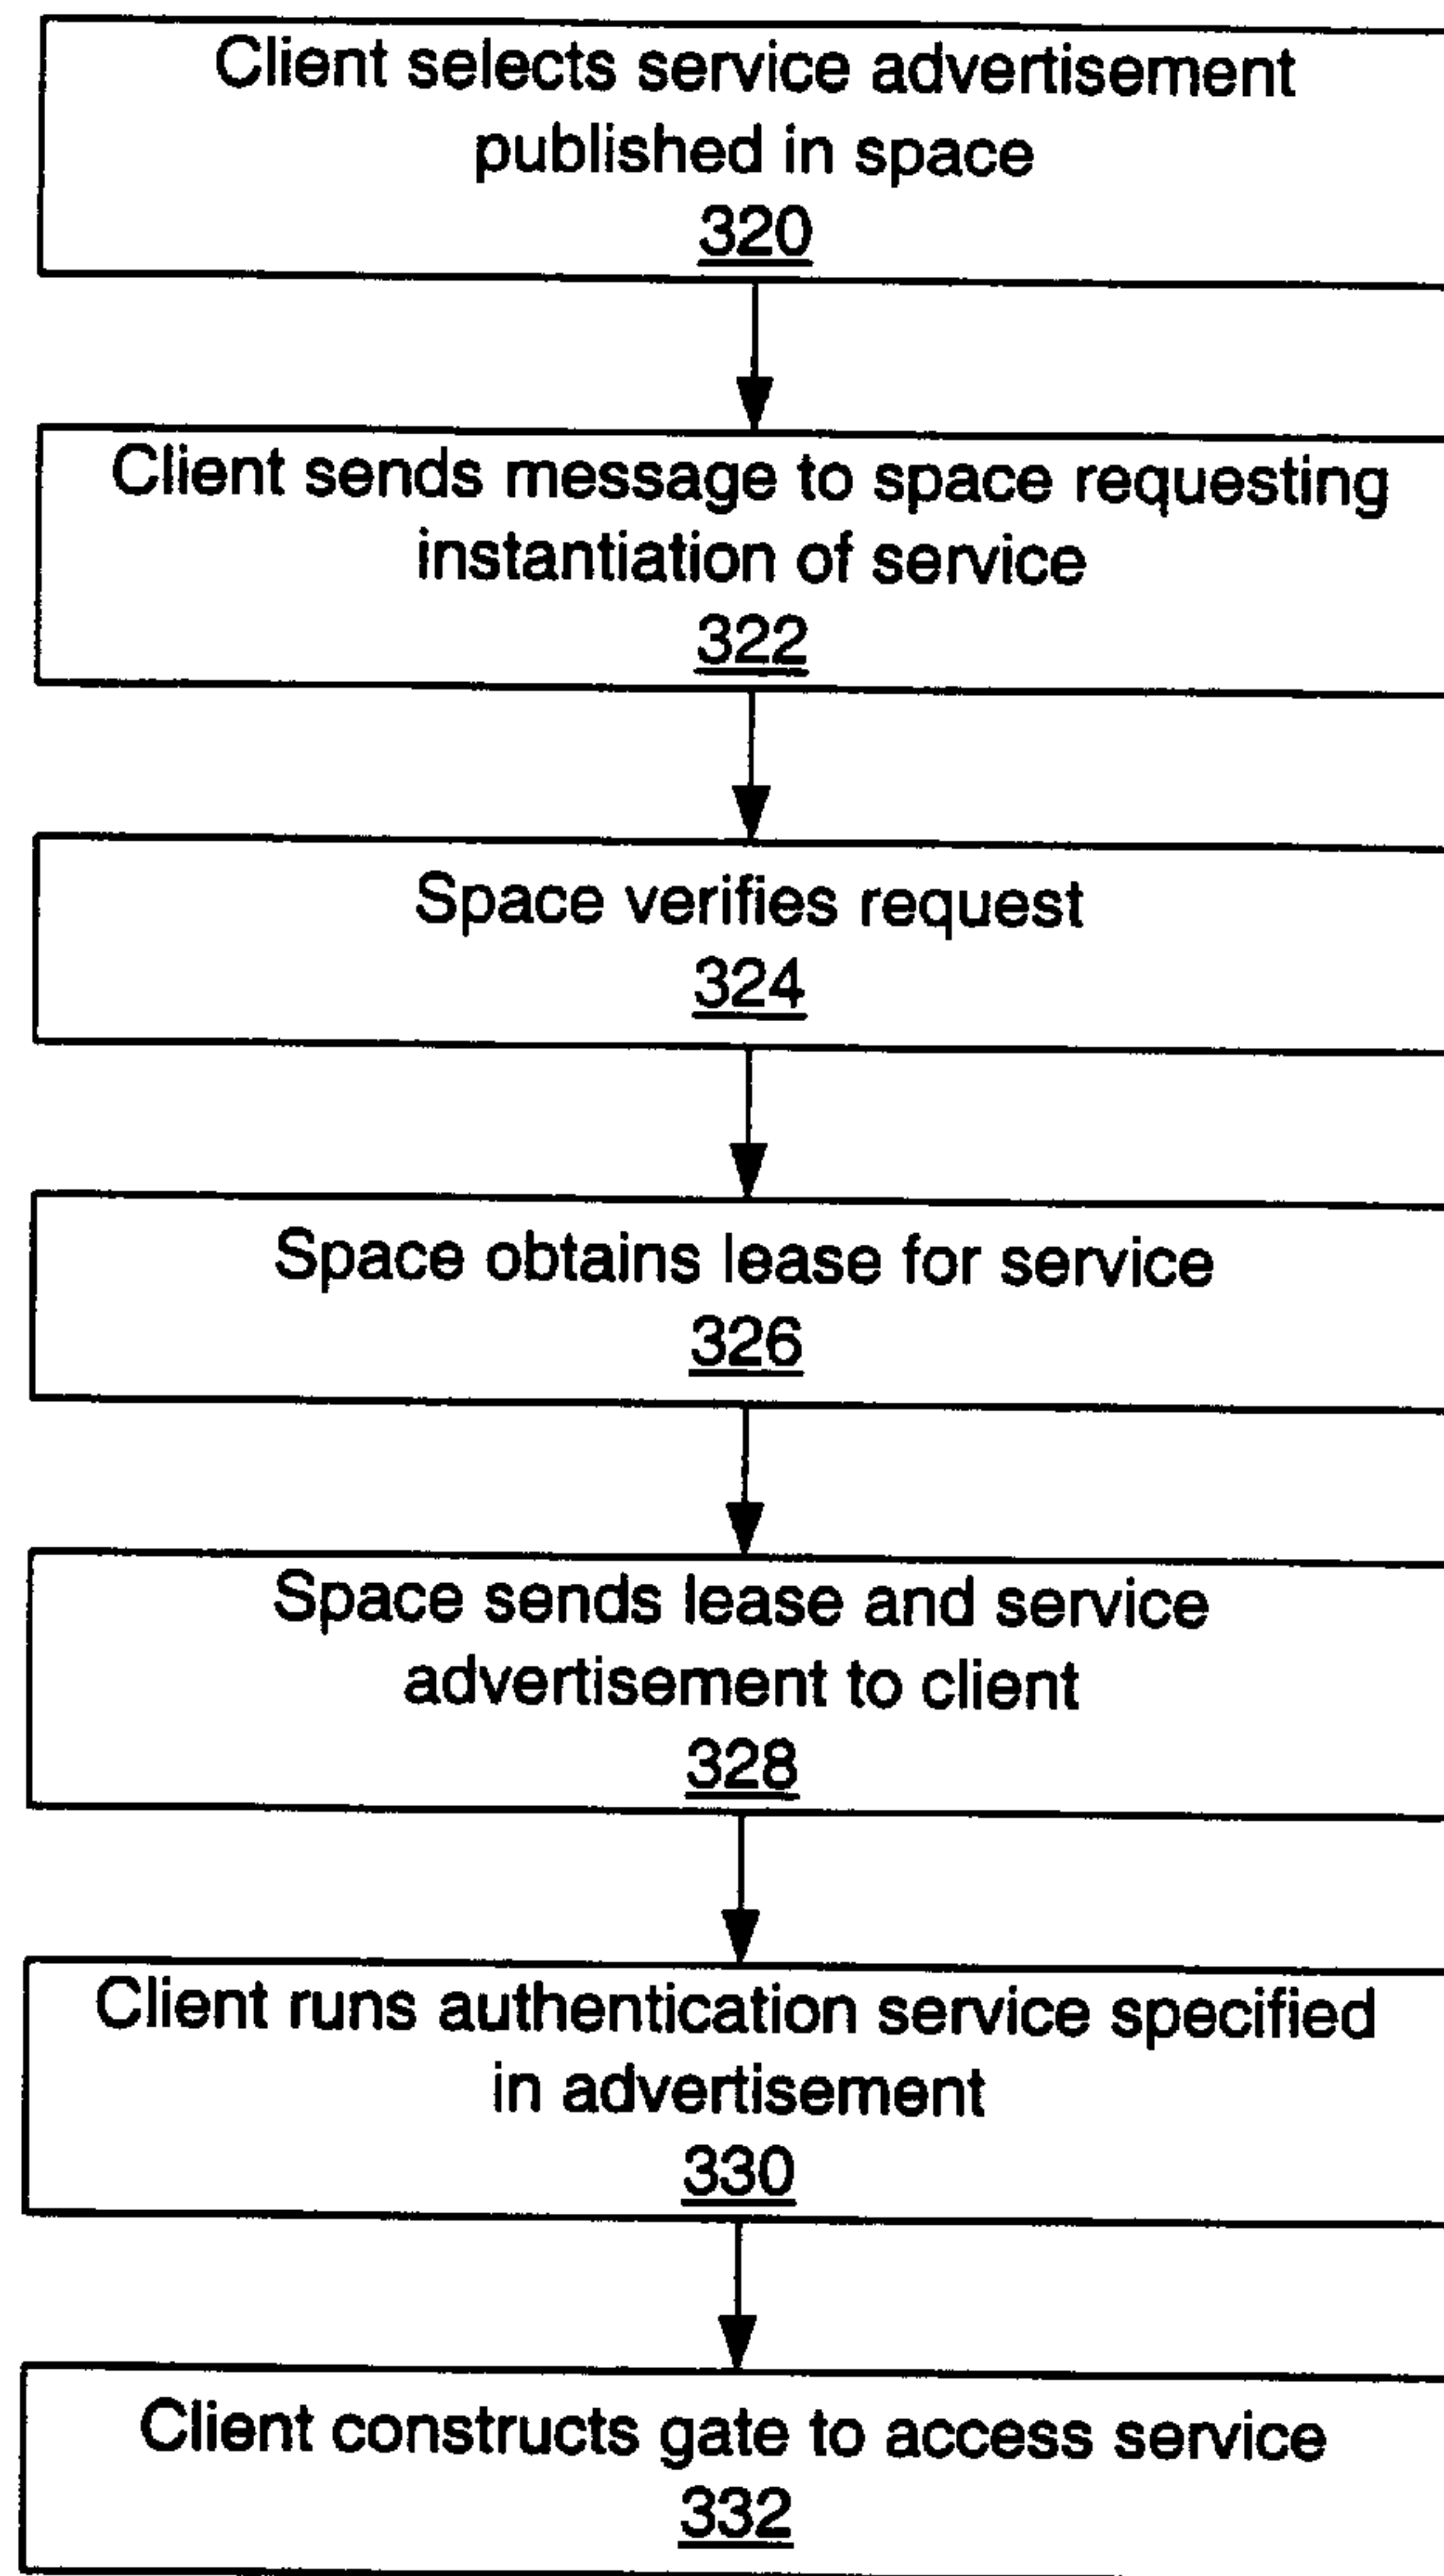 Client selects service advertisement
published in space
320
Client sends message to space requesting
instantiation of service
322
Space verifies request
324
Space obtains lease for service
326
Space sends lease and service
advertisement to client
328
Client runs authentication service specified
in advertisement
330
Client constructs gate to access service
332